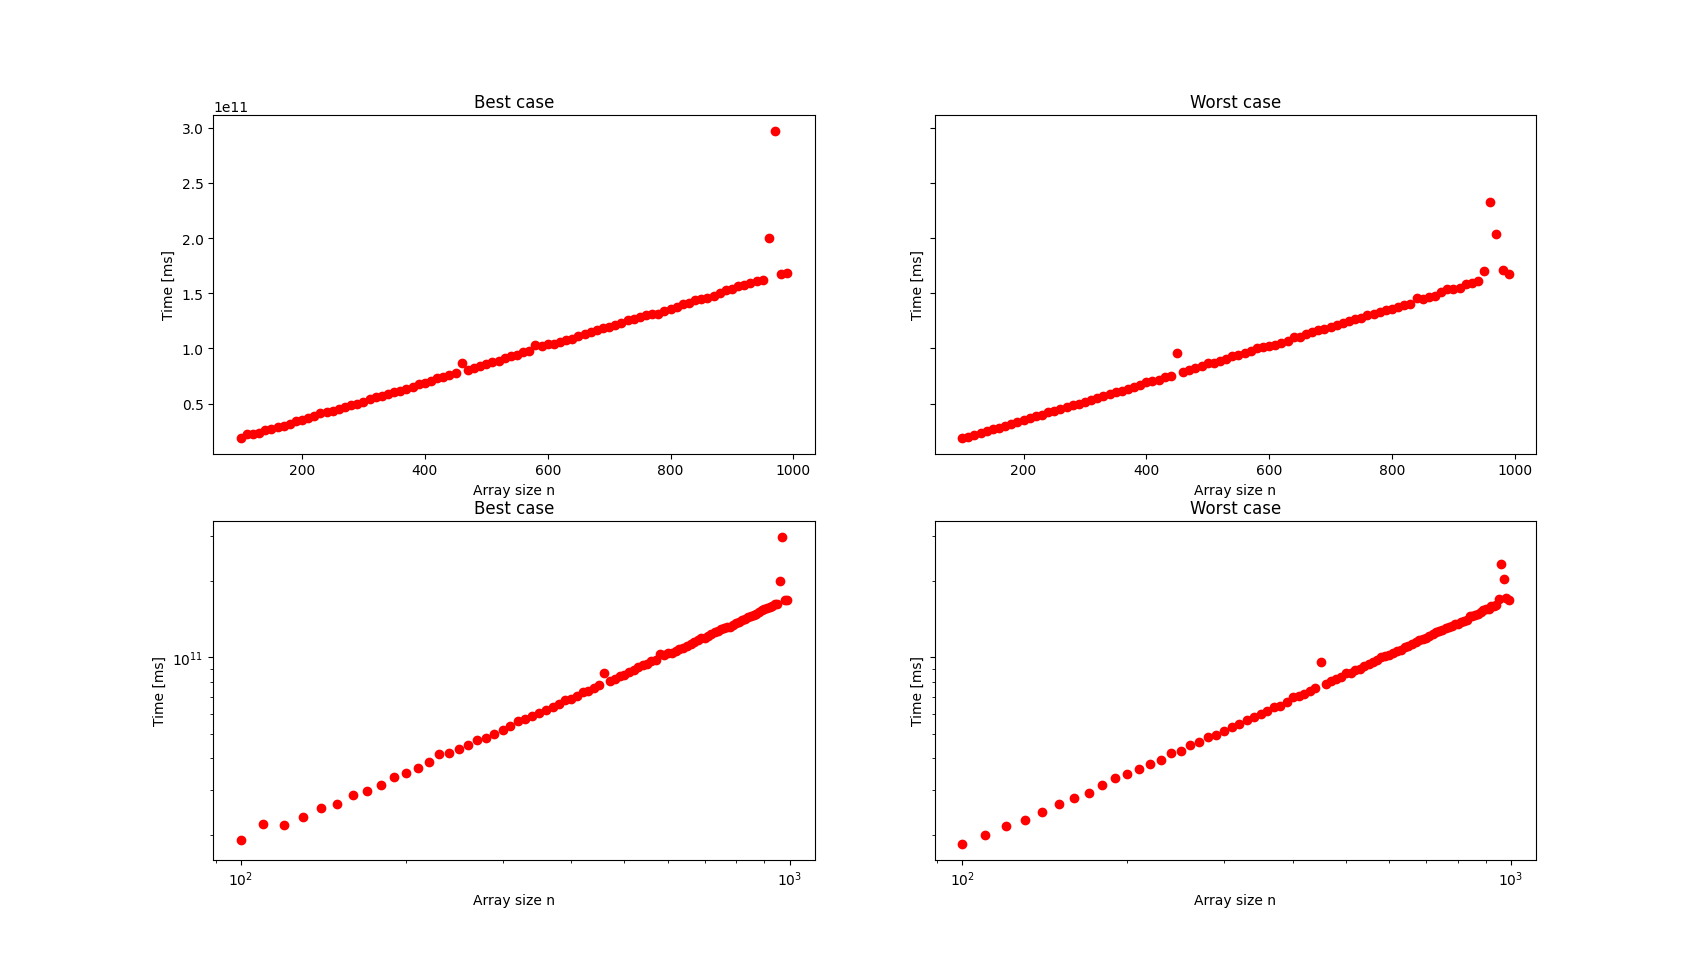 Best case
1e11
3.0
2.5
2.0
1.5
1.0
0.5
Time [ms]
200 400 600 800 1000
Array size n
Worst case
Time [ms]
200 400 600 800 1000
Array size n
Best case
10¹¹
Time [ms]
10² 10³
Array size n
Worst case
Time [ms]
10² 10³
Array size n